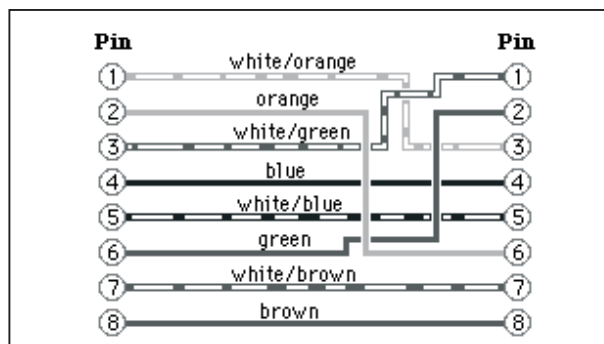 Pin Pin
1 white/orange 1
2 orange 2
3 white/green 3
4 blue 4
5 white/blue 5
6 green 6
7 white/brown 7
8 brown 8